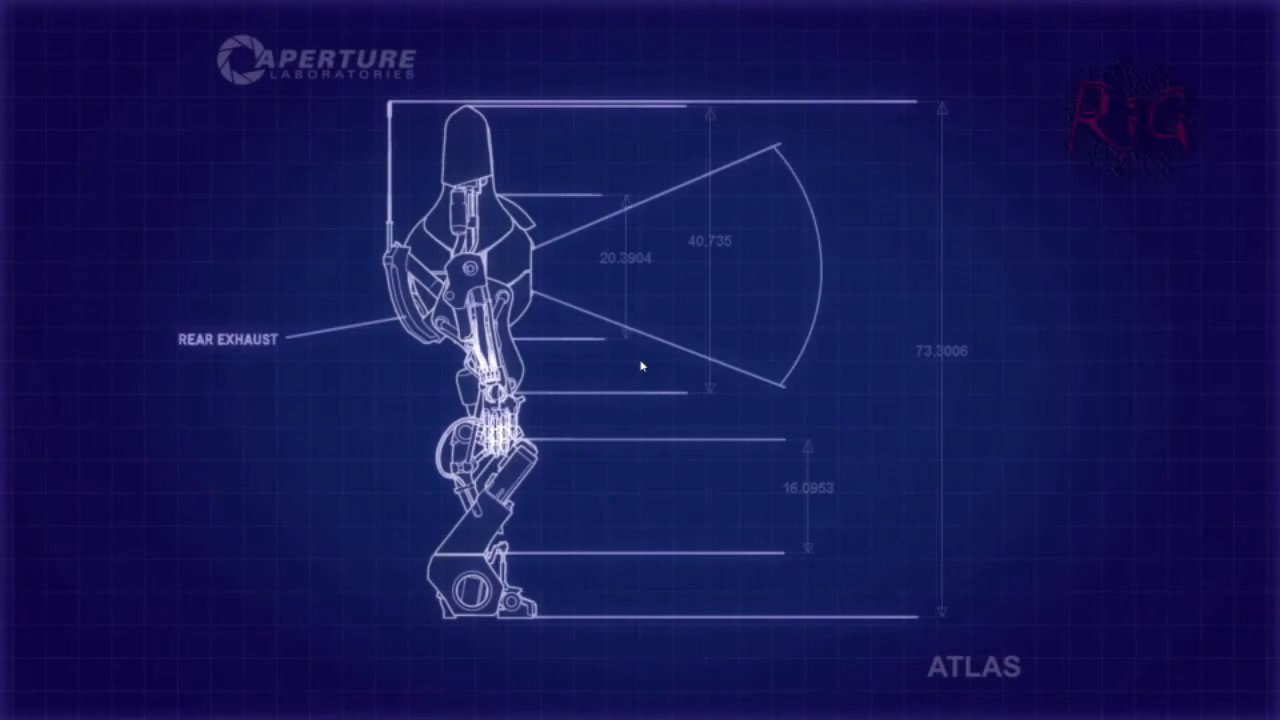 APERTURE
LABORATORIES
RiG
40.735
20.3904
REAR EXHAUST
73.3006
16.0953
ATLAS